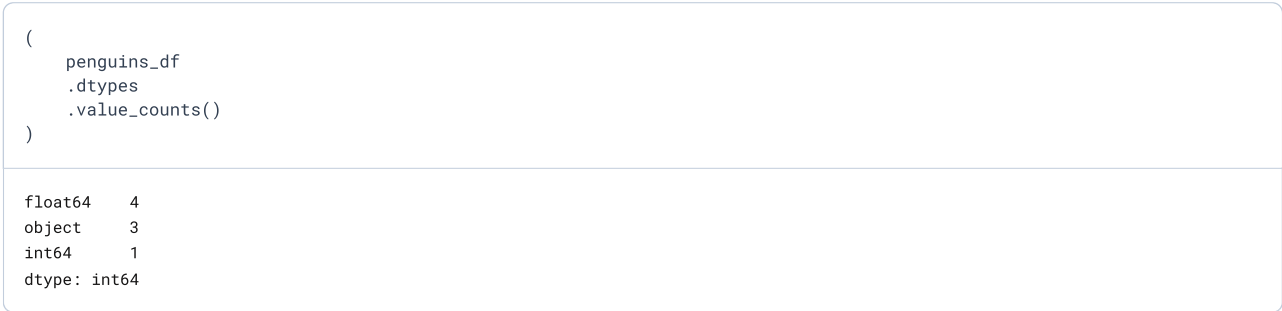 (
    penguins_df
    .dtypes
    .value_counts()
)
float64    4
object     3
int64      1
dtype: int64